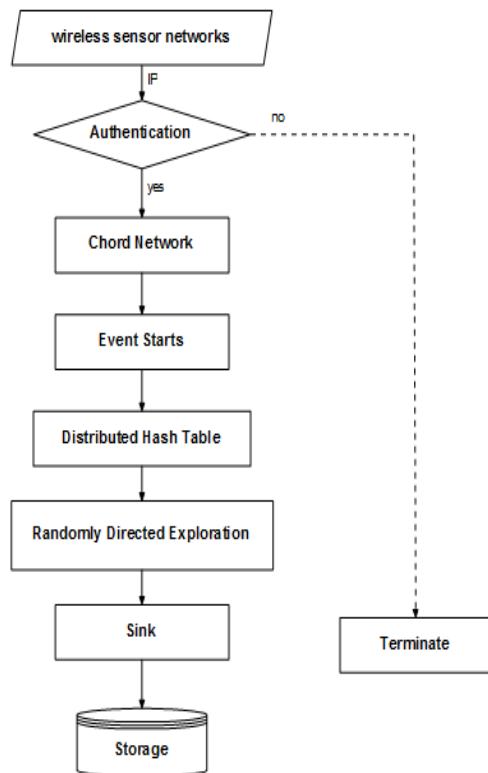 wireless sensor networks
IP
Authentication
no
yes
Chord Network
Event Starts
Distributed Hash Table
Randomly Directed Exploration
Sink
Terminate
Storage